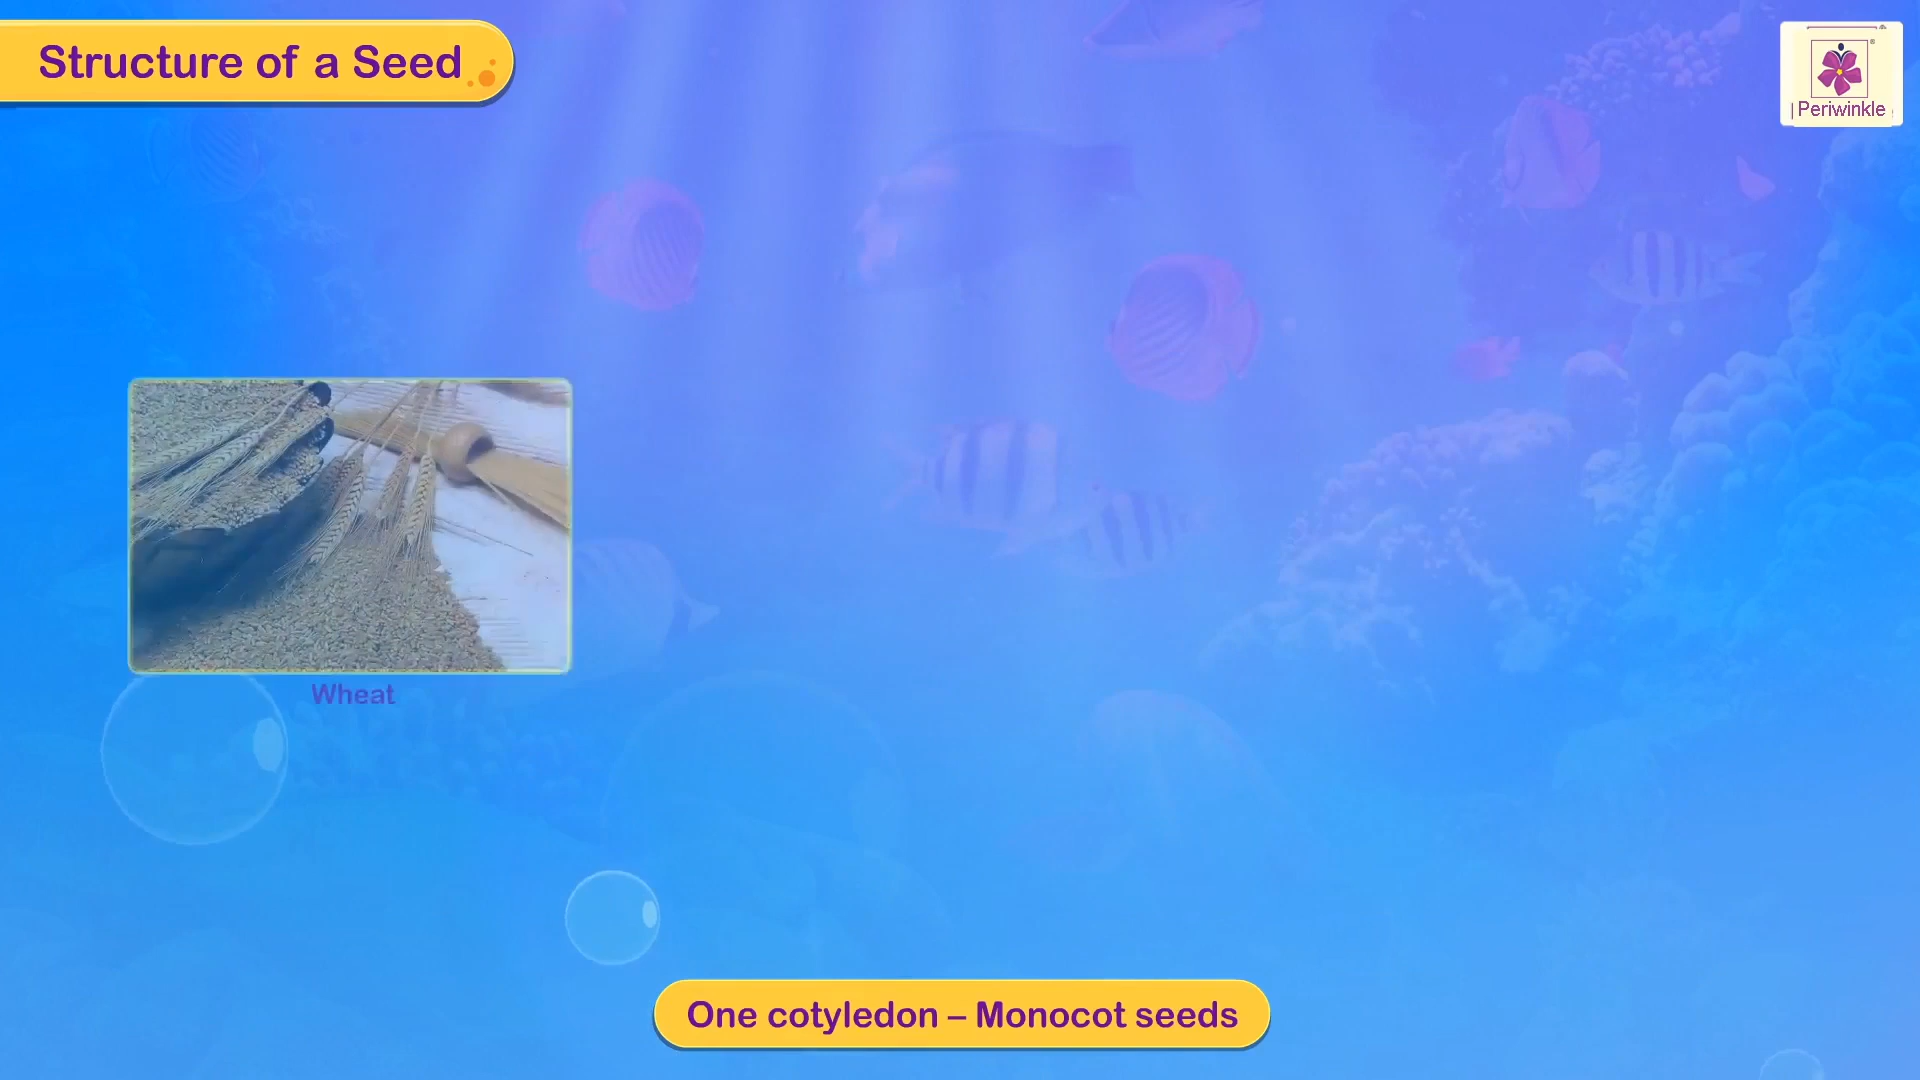 Structure of a Seed
Periwinkle
Wheat
One cotyledon – Monocot seeds